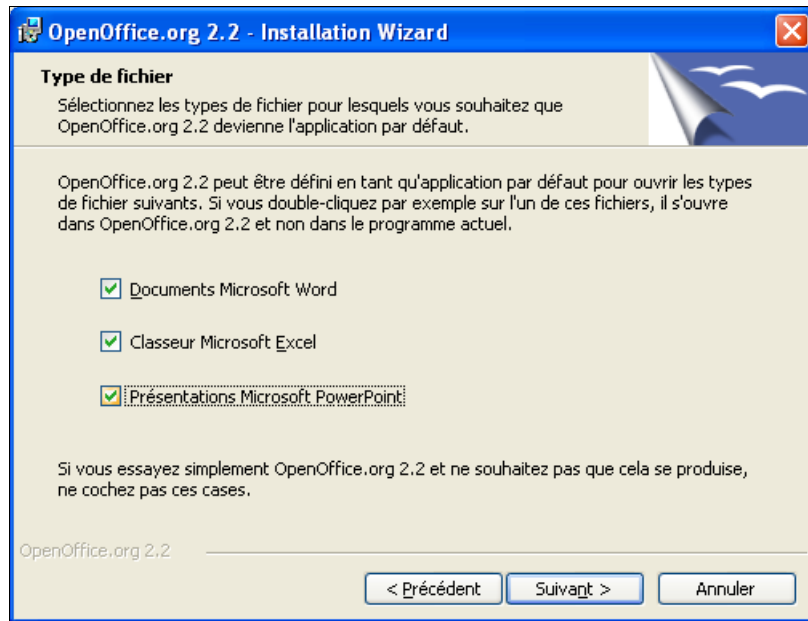 OpenOffice.org 2.2 - Installation Wizard
Type de fichier
Sélectionnez les types de fichier pour lesquels vous souhaitez que
OpenOffice.org 2.2 devienne l'application par défaut.
OpenOffice.org 2.2 peut être défini en tant qu'application par défaut pour ouvrir les types
de fichier suivants. Si vous double-cliquez par exemple sur l'un de ces fichiers, il s'ouvre
dans OpenOffice.org 2.2 et non dans le programme actuel.
Documents Microsoft Word
Classeur Microsoft Excel
Présentations Microsoft PowerPoint
Si vous essayez simplement OpenOffice.org 2.2 et ne souhaitez pas que cela se produise,
ne cochez pas ces cases.
OpenOffice.org 2.2
< Précédent Suivant > Annuler